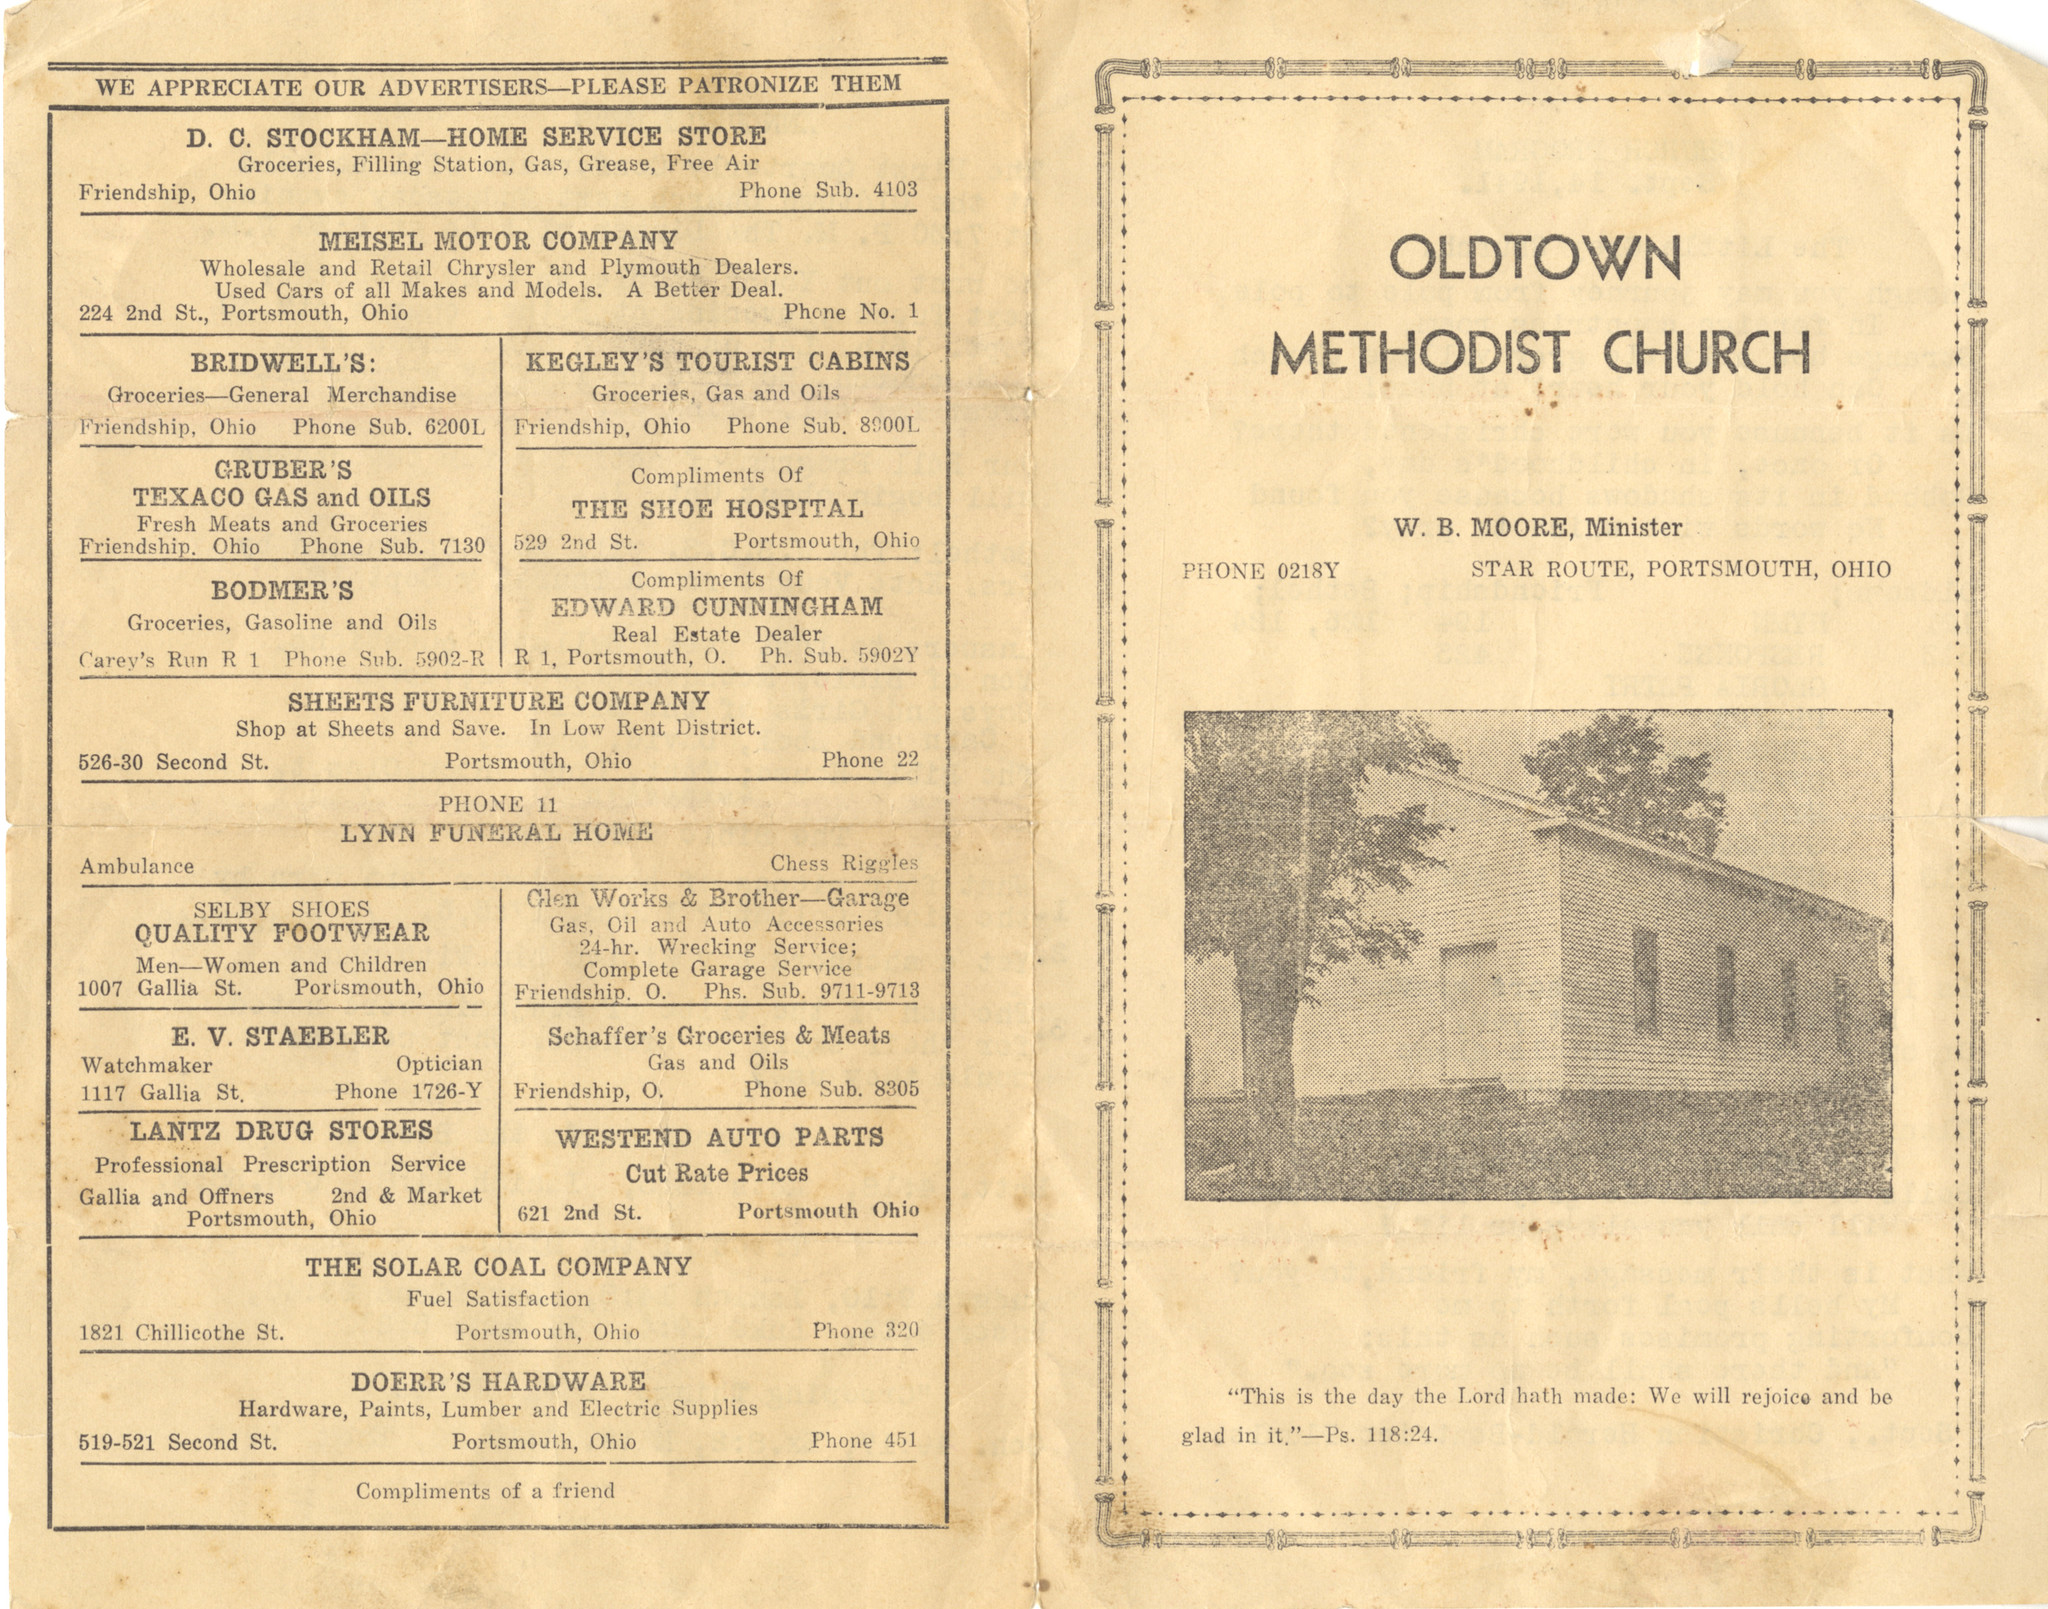 WE APPRECIATE OUR ADVERTISERS—PLEASE PATRONIZE THEM
D. C. STOCKHAM—HOME SERVICE STORE
Groceries, Filling Station, Gas, Grease, Free Air
Friendship, Ohio Phone Sub. 4103
MEISEL MOTOR COMPANY
Wholesale and Retail Chrysler and Plymouth Dealers.
Used Cars of all Makes and Models. A Better Deal.
224 2nd St., Portsmouth, Ohio Phone No. 1
BRIDWELL'S:
Groceries—General Merchandise
Friendship, Ohio Phone Sub. 6200L
KEGLEY'S TOURIST CABINS
Groceries, Gas and Oils
Friendship, Ohio Phone Sub. 8900L
GRUBER'S
TEXACO GAS and OILS
Fresh Meats and Groceries
Friendship. Ohio Phone Sub. 7130
Compliments Of
THE SHOE HOSPITAL
529 2nd St. Portsmouth, Ohio
BODMER'S
Groceries, Gasoline and Oils
Carey's Run R 1 Phone Sub. 5902-R
Compliments Of
EDWARD CUNNINGHAM
Real Estate Dealer
R 1, Portsmouth, O. Ph. Sub. 5902Y
SHEETS FURNITURE COMPANY
Shop at Sheets and Save. In Low Rent District.
526-30 Second St. Portsmouth, Ohio Phone 22
PHONE 11
LYNN FUNERAL HOME
Ambulance Chess Riggles
SELBY SHOES
QUALITY FOOTWEAR
Men—Women and Children
1007 Gallia St. Portsmouth, Ohio
Glen Works & Brother—Garage
Gas, Oil and Auto Accessories
24-hr. Wrecking Service;
Complete Garage Service
Friendship. O. Phs. Sub. 9711-9713
E. V. STAEBLER
Watchmaker Optician
1117 Gallia St. Phone 1726-Y
Schaffer's Groceries & Meats
Gas and Oils
Friendship, O. Phone Sub. 8305
LANTZ DRUG STORES
Professional Prescription Service
Gallia and Offners 2nd & Market
Portsmouth, Ohio
WESTEND AUTO PARTS
Cut Rate Prices
621 2nd St. Portsmouth Ohio
THE SOLAR COAL COMPANY
Fuel Satisfaction
1821 Chillicothe St. Portsmouth, Ohio Phone 320
DOERR'S HARDWARE
Hardware, Paints, Lumber and Electric Supplies
519-521 Second St. Portsmouth, Ohio Phone 451
Compliments of a friend
OLDTOWN
METHODIST CHURCH
W. B. MOORE, Minister
PHONE 0218Y STAR ROUTE, PORTSMOUTH, OHIO
"This is the day the Lord hath made: We will rejoice and be
glad in it."—Ps. 118:24.